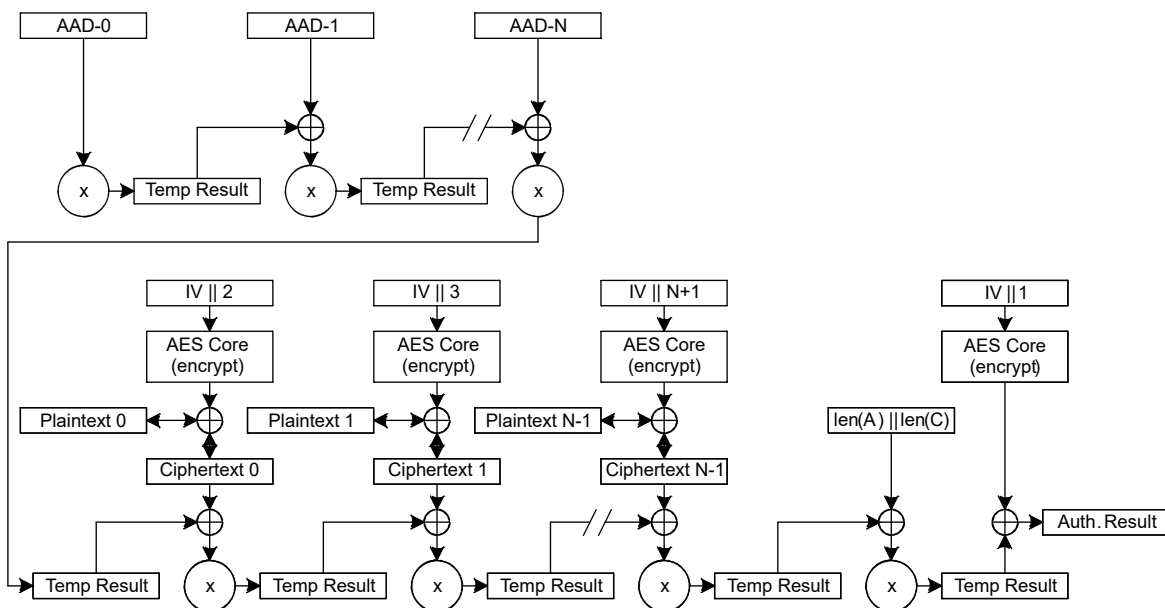 AAD-0
AAD-1
AAD-N
x
Temp Result
x
Temp Result
x
IV || 2
IV || 3
IV || N+1
IV || 1
AES Core
(encrypt)
AES Core
(encrypt)
AES Core
(encrypt)
AES Core
(encrypt)
Plaintext 0
Plaintext 1
Plaintext N-1
len(A) || len(C)
Ciphertext 0
Ciphertext 1
Ciphertext N-1
Auth. Result
Temp Result
x
Temp Result
x
Temp Result
x
Temp Result
x
Temp Result